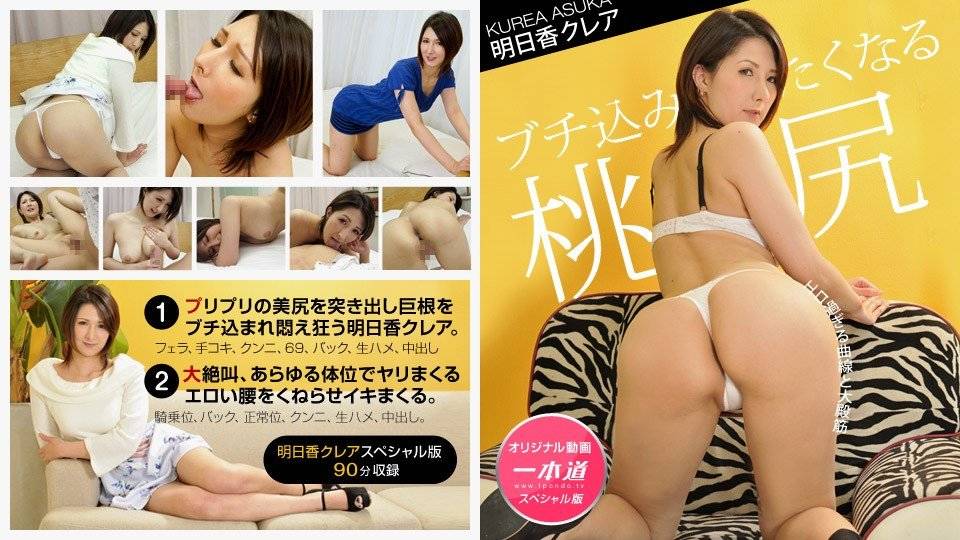 ❶ プリプリの美尻を突き出し巨根を
ブチ込まれ悶え狂う明日香クレア。
フェラ、手コキ、クンニ、69、バック、生ハメ、中出し
❷ 大絶叫、あらゆる体位でヤリまくる
エロい腰をくねらせイキまくる。
騎乗位、バック、正常位、クンニ、生ハメ、中出し。
明日香クレアスペシャル版
90分収録
KUREA ASUKA
明日香クレア
ブチ込み たくなる
桃 尻
曲線と大殿筋
オリジナル動画
一本道
www.1pondo.tv
スペシャル版